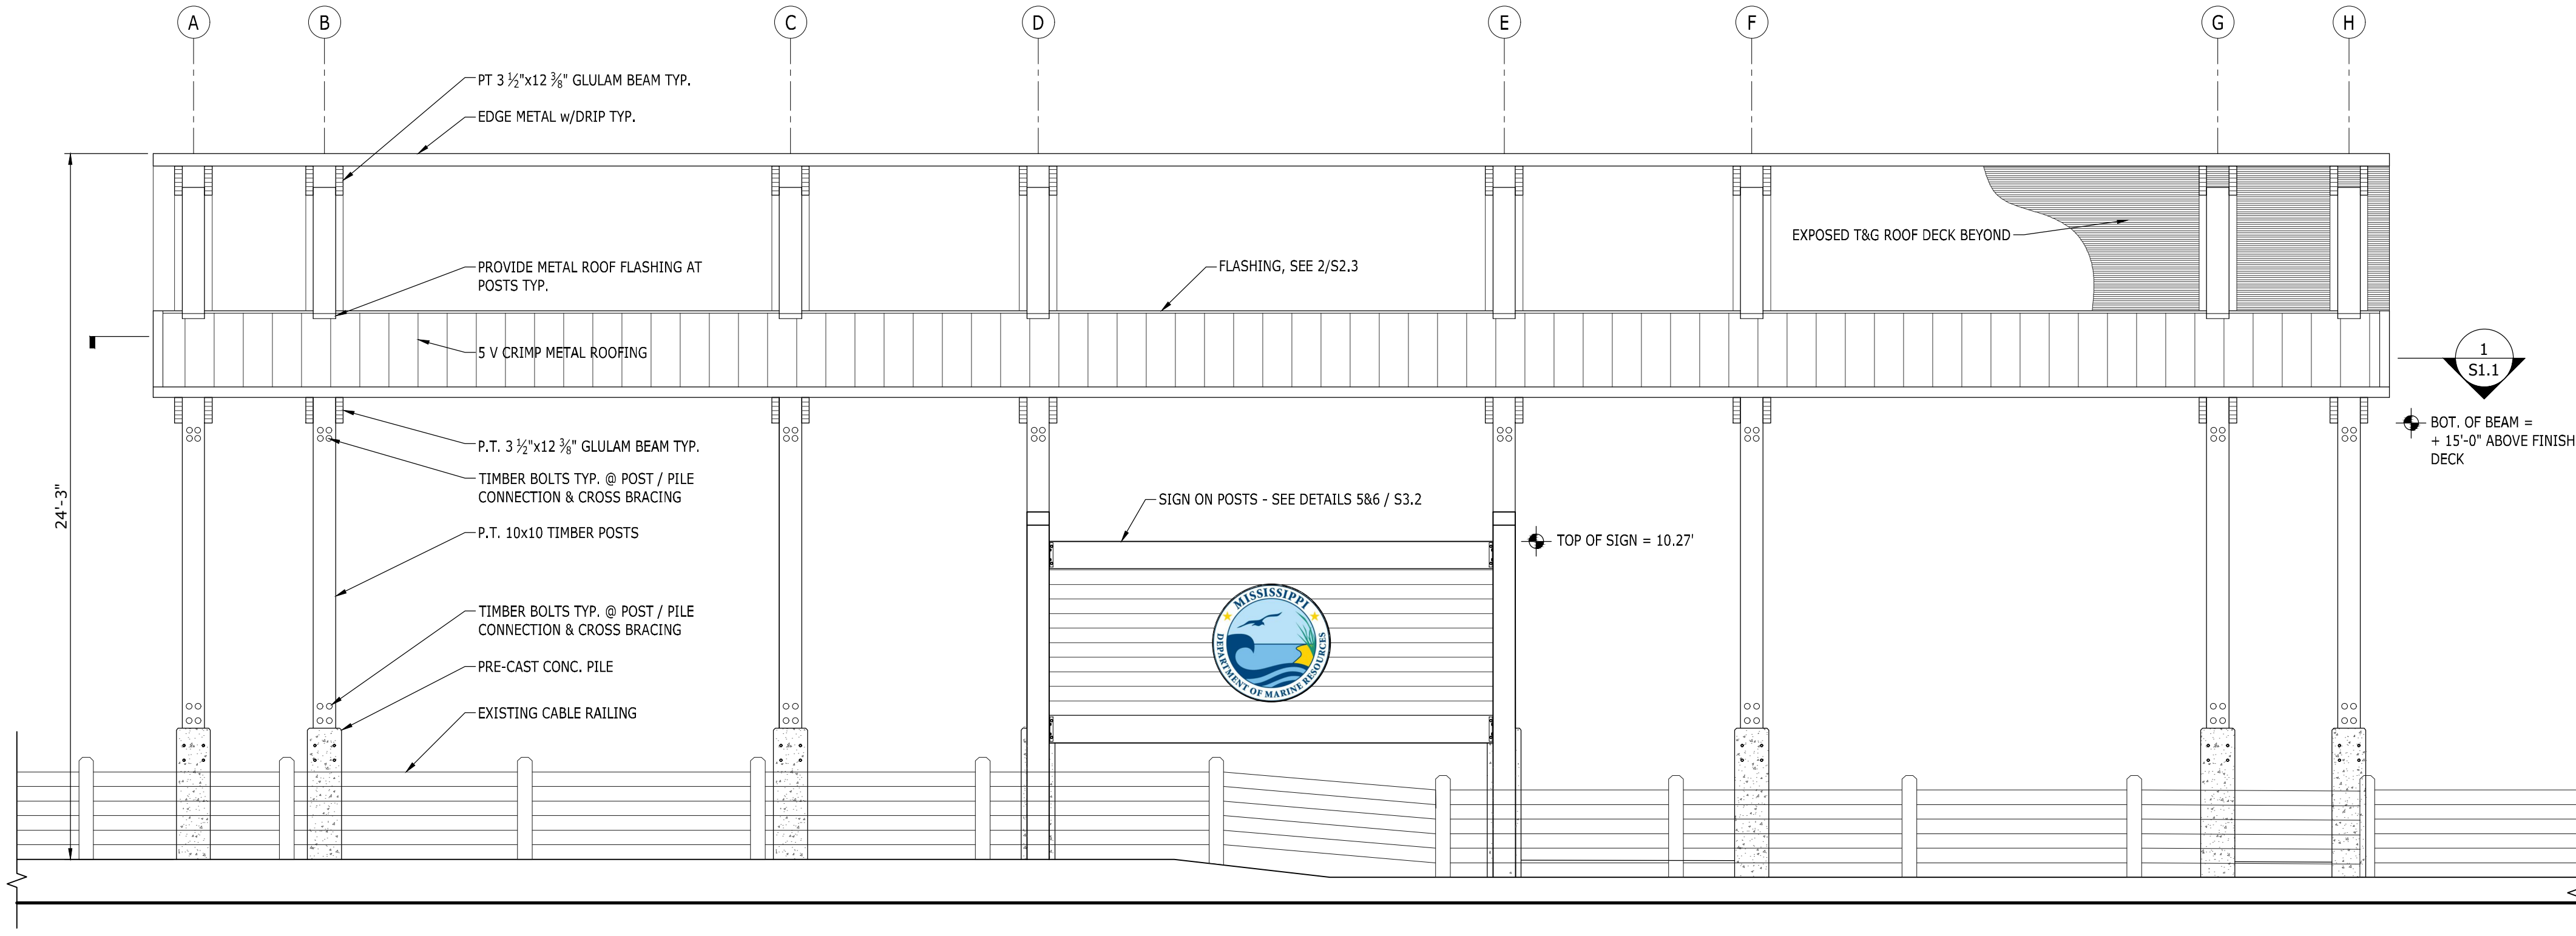 A B C D E F G H
PT 3 ½"x12 ⅜" GLULAM BEAM TYP.
EDGE METAL w/DRIP TYP.
EXPOSED T&G ROOF DECK BEYOND
PROVIDE METAL ROOF FLASHING AT
POSTS TYP.
FLASHING, SEE 2/S2.3
5 V CRIMP METAL ROOFING
1
S1.1
BOT. OF BEAM =
+ 15'-0" ABOVE FINISH
DECK
P.T. 3 ½"x12 ⅜" GLULAM BEAM TYP.
TIMBER BOLTS TYP. @ POST / PILE
CONNECTION & CROSS BRACING
24'-3"
SIGN ON POSTS - SEE DETAILS 5&6 / S3.2
P.T. 10x10 TIMBER POSTS
TOP OF SIGN = 10.27'
MISSISSIPPI
DEPARTMENT OF MARINE RESOURCES
TIMBER BOLTS TYP. @ POST / PILE
CONNECTION & CROSS BRACING
PRE-CAST CONC. PILE
EXISTING CABLE RAILING